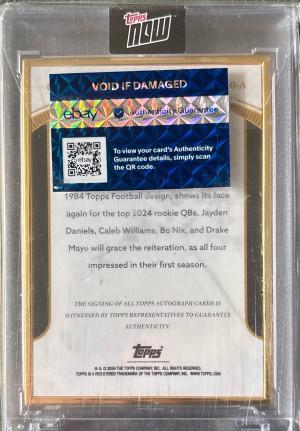 TOPPS
NOW
0-A
VOID IF DAMAGED
ebay Authenticity Guarantee
ebay
To view your card's Authenticity
Guarantee details, simply scan
the QR code.
1984 Topps Football design, shows its face
again for the top 2024 rookie QBs. Jayden
Daniels, Caleb Williams, Bo Nix, and Drake
Maye will grace the reiteration, as all four
impressed in their first season.
THE SIGNING OF ALL TOPPS AUTOGRAPH CARDS IS
WITNESSED BY TOPPS REPRESENTATIVES TO GUARANTEE
AUTHENTICITY.
TOPPS
® & © 2024 THE TOPPS COMPANY, INC. ALL RIGHTS RESERVED.
TOPPS IS A REGISTERED TRADEMARK OF THE TOPPS COMPANY, INC. WWW.TOPPS.COM